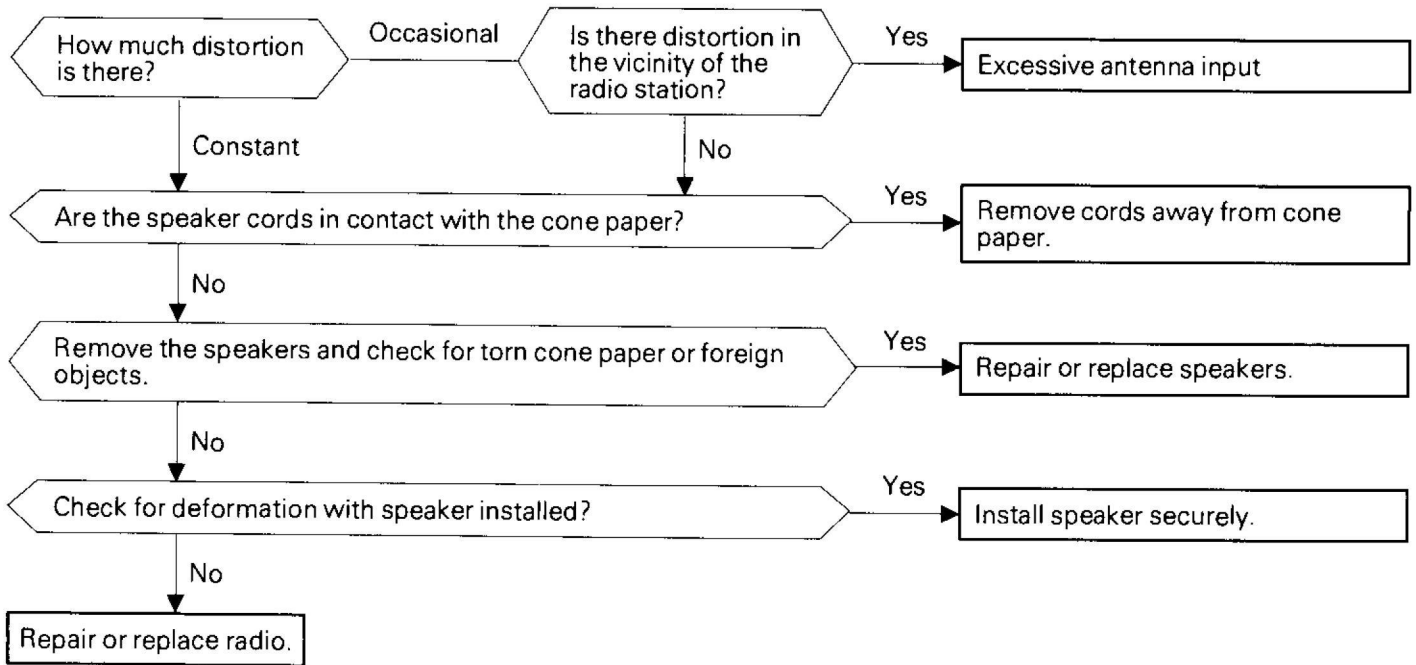 How much distortion
is there?
Occasional
Is there distortion in
the vicinity of the
radio station?
Yes
Excessive antenna input
Constant
No
Are the speaker cords in contact with the cone paper?
Yes
Remove cords away from cone
paper.
No
Remove the speakers and check for torn cone paper or foreign
objects.
Yes
Repair or replace speakers.
No
Check for deformation with speaker installed?
Yes
Install speaker securely.
No
Repair or replace radio.